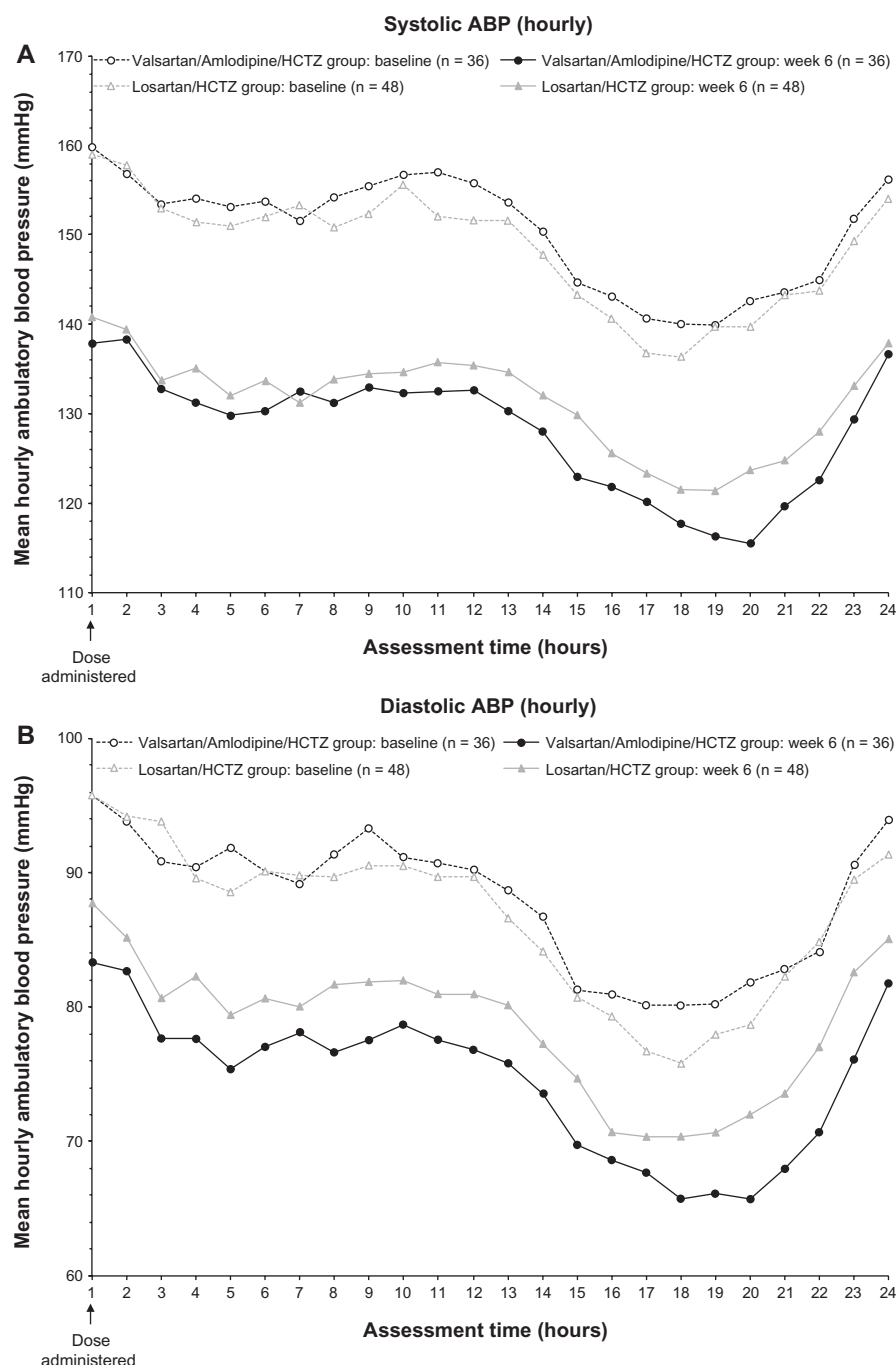 Systolic ABP (hourly)
A
Valsartan/Amlodipine/HCTZ group: baseline (n = 36)
Valsartan/Amlodipine/HCTZ group: week 6 (n = 36)
Losartan/HCTZ group: baseline (n = 48)
Losartan/HCTZ group: week 6 (n = 48)
Mean hourly ambulatory blood pressure (mmHg)
170
160
150
140
130
120
110
1 2 3 4 5 6 7 8 9 10 11 12 13 14 15 16 17 18 19 20 21 22 23 24
Assessment time (hours)
Dose
administered
Diastolic ABP (hourly)
B
Valsartan/Amlodipine/HCTZ group: baseline (n = 36)
Valsartan/Amlodipine/HCTZ group: week 6 (n = 36)
Losartan/HCTZ group: baseline (n = 48)
Losartan/HCTZ group: week 6 (n = 48)
Mean hourly ambulatory blood pressure (mmHg)
100
90
80
70
60
1 2 3 4 5 6 7 8 9 10 11 12 13 14 15 16 17 18 19 20 21 22 23 24
Assessment time (hours)
Dose
administered